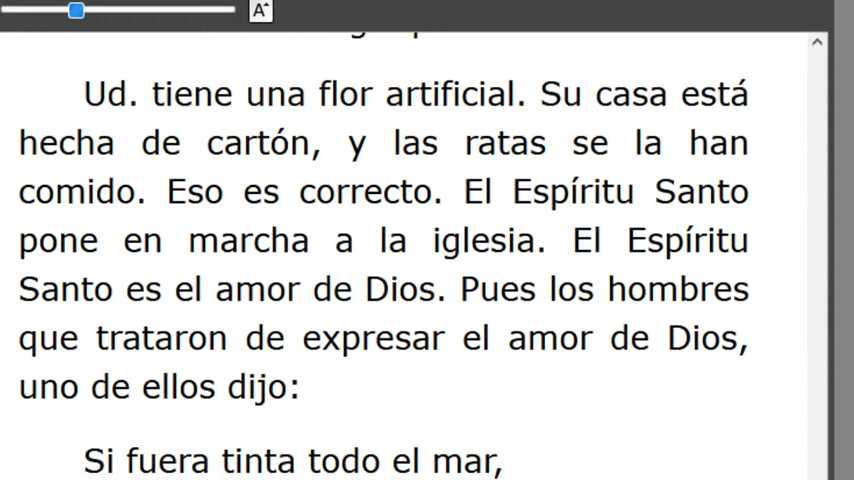 A
Ud. tiene una flor artificial. Su casa está
hecha de cartón, y las ratas se la han
comido. Eso es correcto. El Espíritu Santo
pone en marcha a la iglesia. El Espíritu
Santo es el amor de Dios. Pues los hombres
que trataron de expresar el amor de Dios,
uno de ellos dijo:
Si fuera tinta todo el mar,